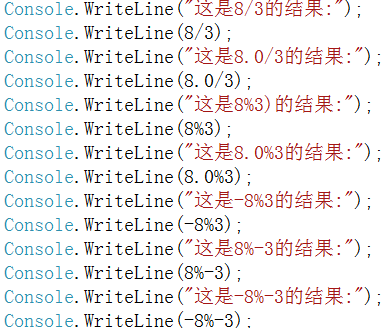 Console.WriteLine("这是8/3的结果:");
Console.WriteLine(8/3);
Console.WriteLine("这是8.0/3的结果:");
Console.WriteLine(8.0/3);
Console.WriteLine("这是8%3)的结果:");
Console.WriteLine(8%3);
Console.WriteLine("这是8.0%3的结果:");
Console.WriteLine(8.0%3);
Console.WriteLine("这是-8%3的结果:");
Console.WriteLine(-8%3);
Console.WriteLine("这是8%-3的结果:");
Console.WriteLine(8%-3);
Console.WriteLine("这是-8%-3的结果:");
Console.WriteLine(-8%-3);